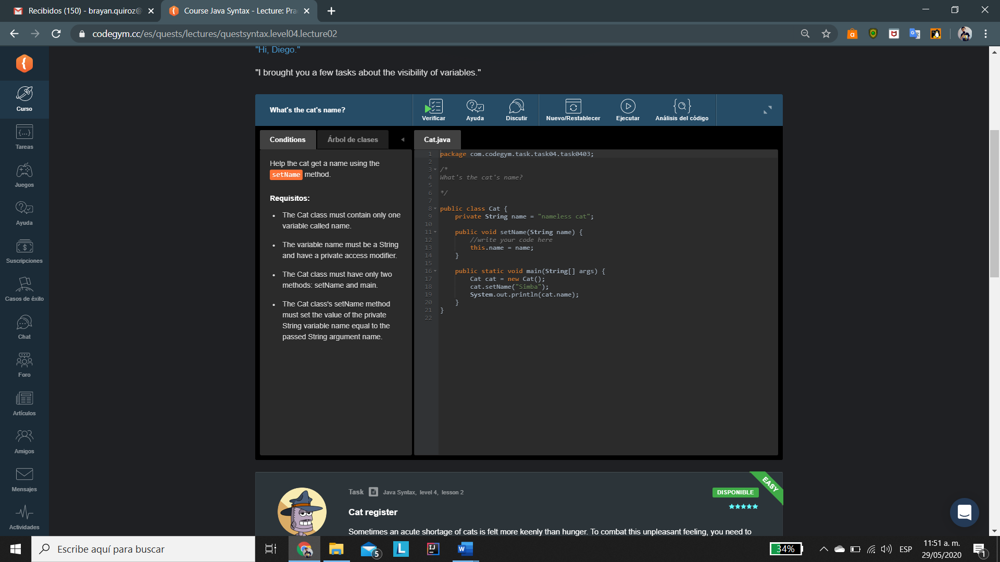 Recibidos (150) - brayan.quiroz@
Course Java Syntax - Lecture: Pra
codegym.cc/es/quests/lectures/questsyntax.level04.lecture02
Curso
Tareas
Juegos
Ayuda
Suscripciones
Casos de éxito
Chat
Foro
Artículos
Amigos
Mensajes
Actividades
"Hi, Diego."
"I brought you a few tasks about the visibility of variables."
What's the cat's name?
Verificar
Ayuda
Discutir
Nuevo/Restablecer
Ejecutar
Análisis del código
Conditions
Árbol de clases
Help the cat get a name using the
setName method.
Requisitos:
• The Cat class must contain only one
variable called name.
• The variable name must be a String
and have a private access modifier.
• The Cat class must have only two
methods: setName and main.
• The Cat class's setName method
must set the value of the private
String variable name equal to the
passed String argument name.
Cat.java
1 package com.codegym.task.task04.task0403;
2
3 /*
4 What's the cat's name?
5
6 */
7
8 public class Cat {
9 private String name = "nameless cat";
10
11 public void setName(String name) {
12 //write your code here
13 this.name = name;
14 }
15
16 public static void main(String[] args) {
17 Cat cat = new Cat();
18 cat.setName("Simba");
19 System.out.println(cat.name);
20 }
21 }
22
Task Java Syntax, level 4, lesson 2
DISPONIBLE
EASY
Cat register
Sometimes an acute shortage of cats is felt more keenly than hunger. To combat this unpleasant feeling, you need to
Escribe aquí para buscar
5
L
IJ
W
34%
ESP
11:51 a. m.
29/05/2020
1